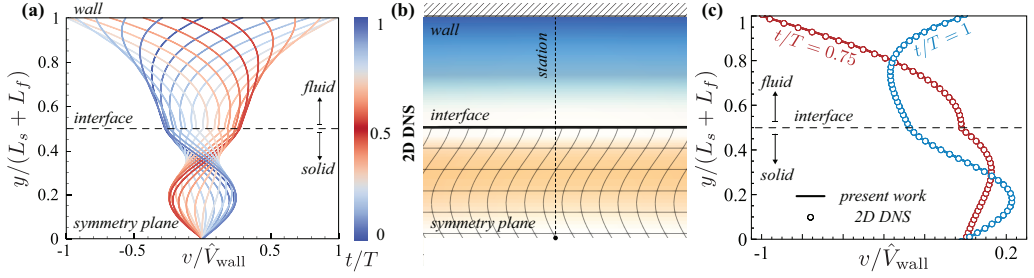 (a)
y/(L_s + L_f)
1
0.8
0.6
0.4
0.2
0
wall
fluid
interface
solid
symmetry plane
-1
-0.5
0
0.5
1
v/V̂_wall
1
0.5
0
t/T
(b)
2D DNS
wall
station
interface
symmetry plane
(c)
y/(L_s + L_f)
1
0.8
0.6
0.4
0.2
0
t/T = 0.75
t/T = 1
fluid
interface
solid
present work
2D DNS
-1
0.2
v/V̂_wall